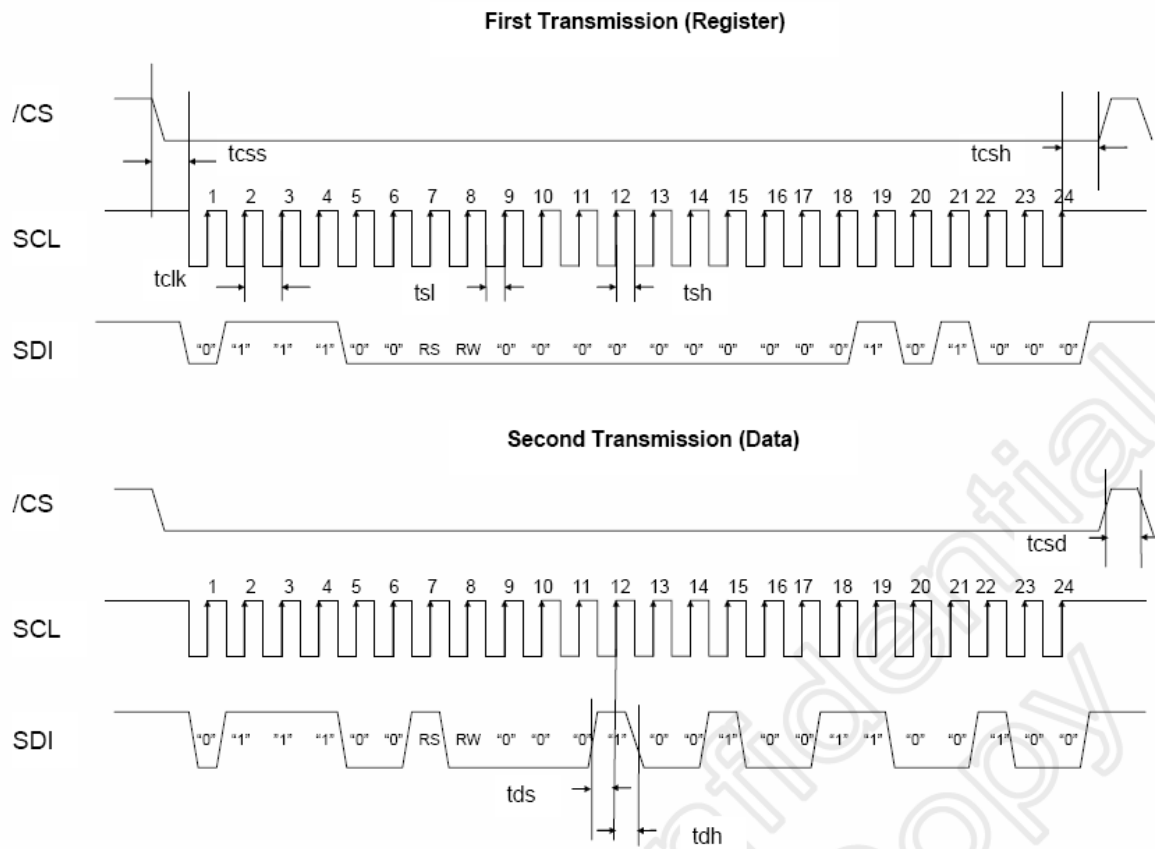 First Transmission (Register)
/CS
tcss
tcsh
1 2 3 4 5 6 7 8 9 10 11 12 13 14 15 16 17 18 19 20 21 22 23 24
SCL
tclk
tsl
tsh
SDI
“0” “1” ”1” “1” “0” “0” RS RW “0” “0” “0” “0” “0” “0” “0” “0” “0” “0” “1” “0” “1” “0” “0” “0”
Second Transmission (Data)
/CS
tcsd
1 2 3 4 5 6 7 8 9 10 11 12 13 14 15 16 17 18 19 20 21 22 23 24
SCL
SDI
“0” “1” ”1” “1” “0” “0” RS RW “0” “0” “0” “1” “0” “0” “1” “0” “0” “1” “1” “0” “0” “1” “0” “0”
tds
tdh